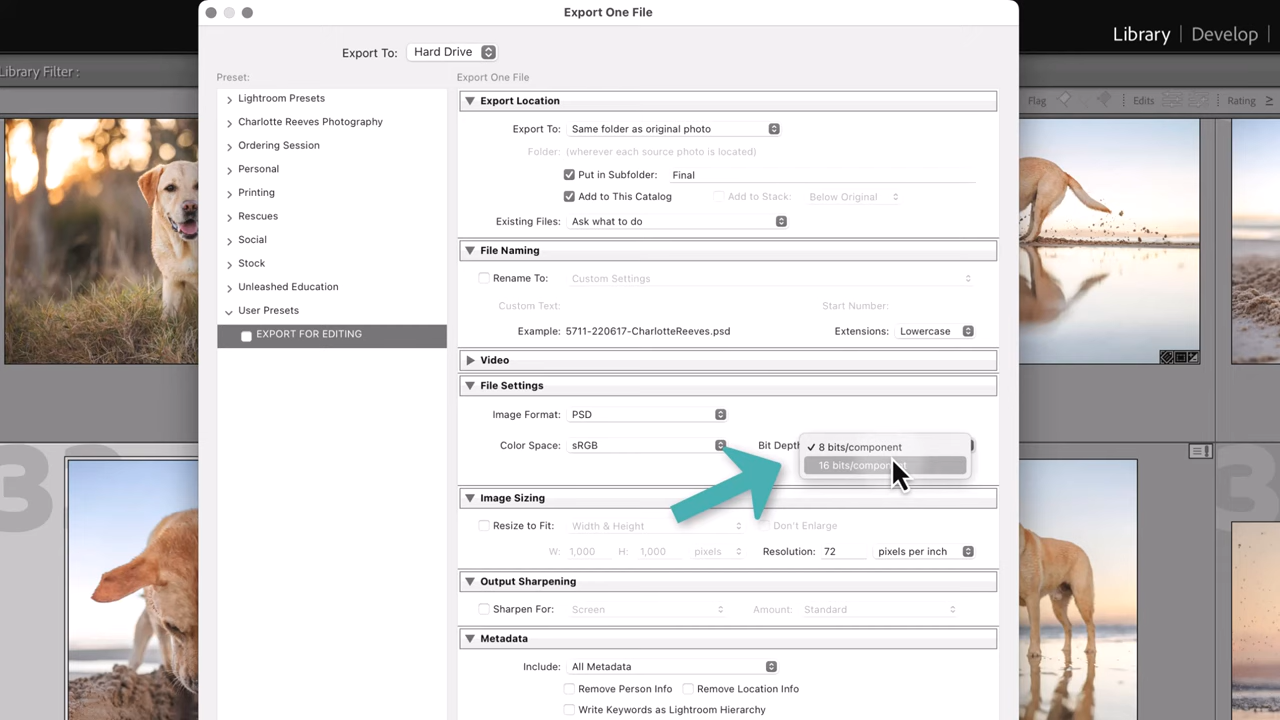 Export One File
Library | Develop |
Export To: Hard Drive
Library Filter :
Preset:
Export One File
Lightroom Presets
Charlotte Reeves Photography
Ordering Session
Personal
Printing
Rescues
Social
Stock
Unleashed Education
User Presets
EXPORT FOR EDITING
Export Location
Export To: Same folder as original photo
Folder: (wherever each source photo is located)
Put in Subfolder: Final
Add to This Catalog Add to Stack: Below Original
Existing Files: Ask what to do
File Naming
Rename To: Custom Settings
Custom Text: Start Number:
Example: 5711-220617-CharlotteReeves.psd Extensions: Lowercase
Video
File Settings
Image Format: PSD
Color Space: sRGB Bit Depth
✓ 8 bits/component
16 bits/component
Image Sizing
Resize to Fit: Width & Height Don't Enlarge
W: 1,000 H: 1,000 pixels Resolution: 72 pixels per inch
Output Sharpening
Sharpen For: Screen Amount: Standard
Metadata
Include: All Metadata
Remove Person Info Remove Location Info
Write Keywords as Lightroom Hierarchy
Flag Edits Rating ≥
3